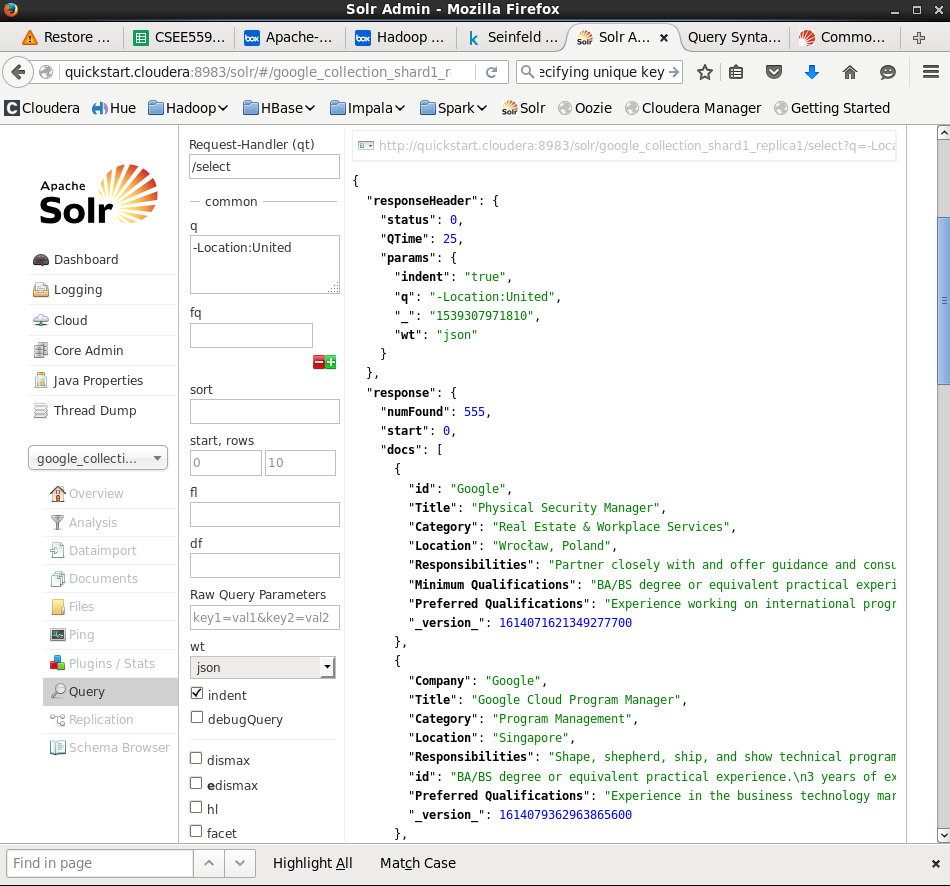 Solr Admin - Mozilla Firefox
Restore ...
CSEE559...
Apache-...
Hadoop ...
Seinfeld ...
Solr A...
Query Synta...
Commo...
quickstart.cloudera:8983/solr/#/google_collection_shard1_r
ecifying unique key
Cloudera
Hue
Hadoop
HBase
Impala
Spark
Solr
Oozie
Cloudera Manager
Getting Started
Apache
Solr
Dashboard
Logging
Cloud
Core Admin
Java Properties
Thread Dump
google_collecti...
Overview
Analysis
Dataimport
Documents
Files
Ping
Plugins / Stats
Query
Replication
Schema Browser
Request-Handler (qt)
/select
common
q
-Location:United
fq
sort
start, rows
0
10
fl
df
Raw Query Parameters
key1=val1&key2=val2
wt
json
indent
debugQuery
dismax
edismax
hl
facet
http://quickstart.cloudera:8983/solr/google_collection_shard1_replica1/select?q=-Loca
{
"responseHeader": {
"status": 0,
"QTime": 25,
"params": {
"indent": "true",
"q": "-Location:United",
"_": "1539307971810",
"wt": "json"
}
},
"response": {
"numFound": 555,
"start": 0,
"docs": [
{
"id": "Google",
"Title": "Physical Security Manager",
"Category": "Real Estate & Workplace Services",
"Location": "Wrocław, Poland",
"Responsibilities": "Partner closely with and offer guidance and consu
"Minimum Qualifications": "BA/BS degree or equivalent practical experi
"Preferred Qualifications": "Experience working on international progr
"_version_": 1614071621349277700
},
{
"Company": "Google",
"Title": "Google Cloud Program Manager",
"Category": "Program Management",
"Location": "Singapore",
"Responsibilities": "Shape, shepherd, ship, and show technical program
"id": "BA/BS degree or equivalent practical experience.\n3 years of ex
"Preferred Qualifications": "Experience in the business technology mar
"_version_": 1614079362963865600
},
Find in page
Highlight All
Match Case